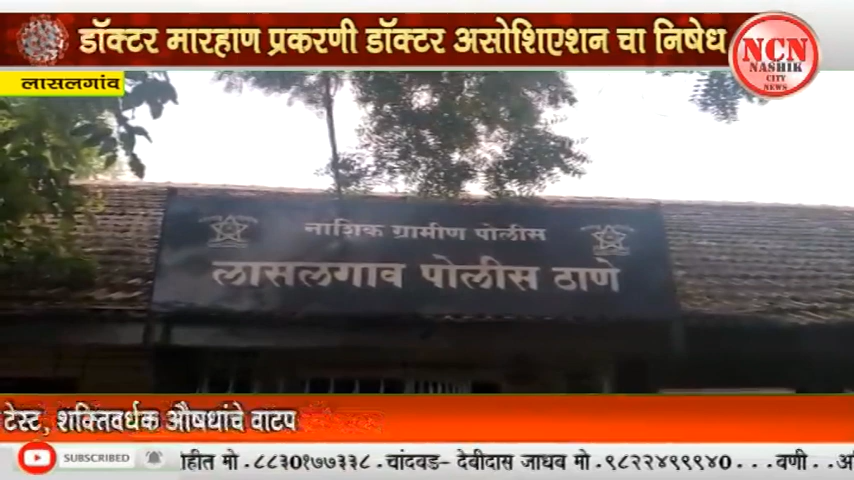 डॉक्टर मारहाण प्रकरणी डॉक्टर असोशिएशन चा निषेध
NCN
NASHIK
CITY NEWS
लासलगांव
नाशिक ग्रामीण पोलीस
लासलगाव पोलीस ठाणे
टेस्ट, शक्तिवर्धक औषधांचे वाटप
SUBSCRIBED
हीत मो.-८८३०१७७३३८.-चांदवड- देवीदास जाधव मो.-९८२२४९९९४०...-वणी..-अ